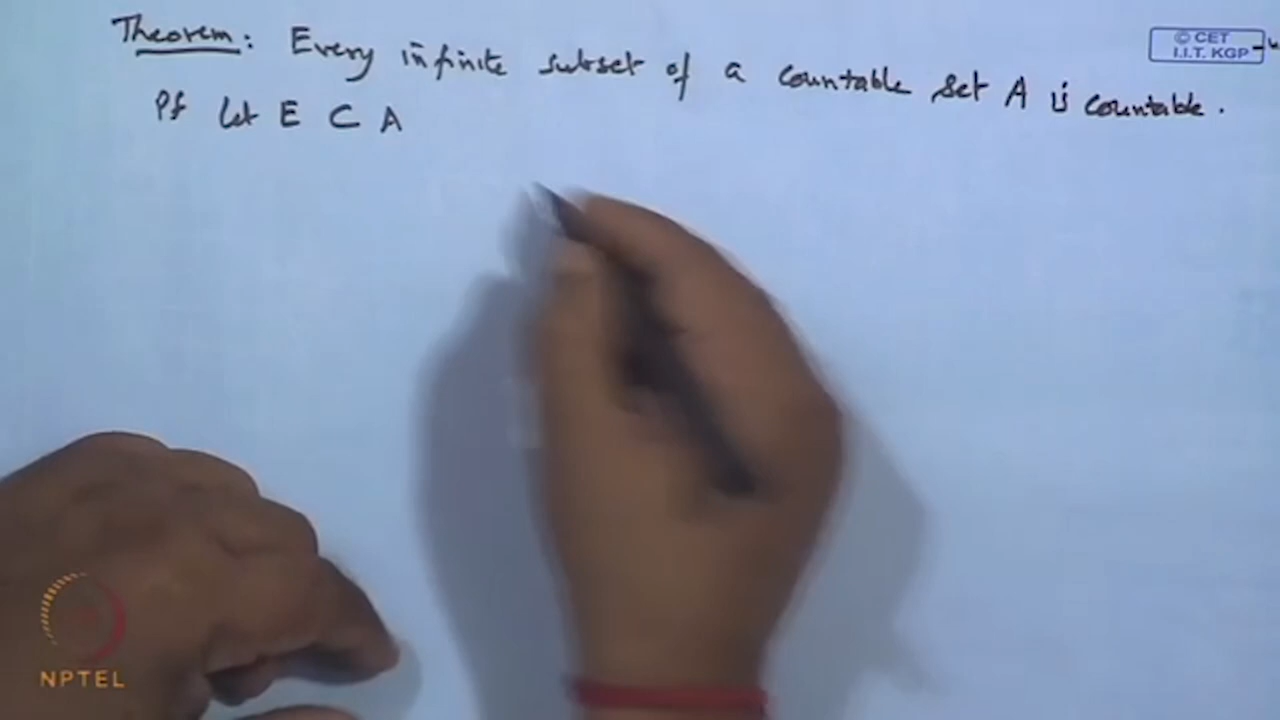 Theorem: Every infinite subset of a countable set A is countable.
Pf Let E ⊂ A
© CET
I.I.T. KGP
NPTEL